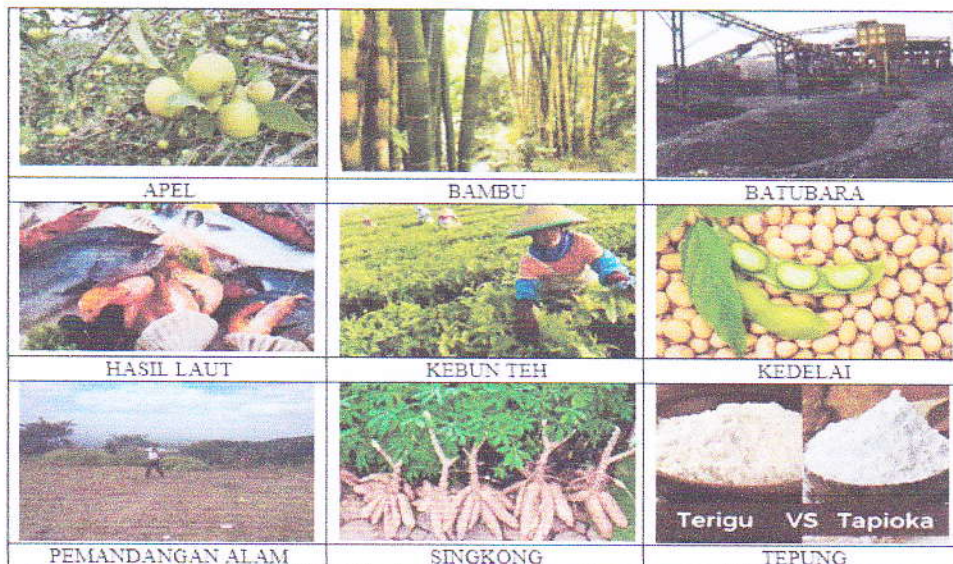 APEL
BAMBU
BATUBARA
HASIL LAUT
KEBUN TEH
KEDELAI
Terigu VS Tapioka
PEMANDANGAN ALAM
SINGKONG
TEPUNG